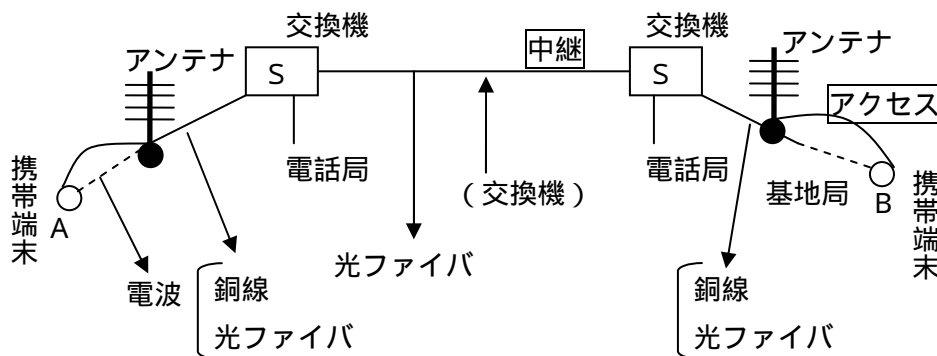 交換機
交換機
アンテナ
中継
アンテナ
S
S
アクセス
電話局
(交換機)
電話局
基地局
携帯端末
A
B
携帯端末
光ファイバ
電波
銅線
光ファイバ
銅線
光ファイバ